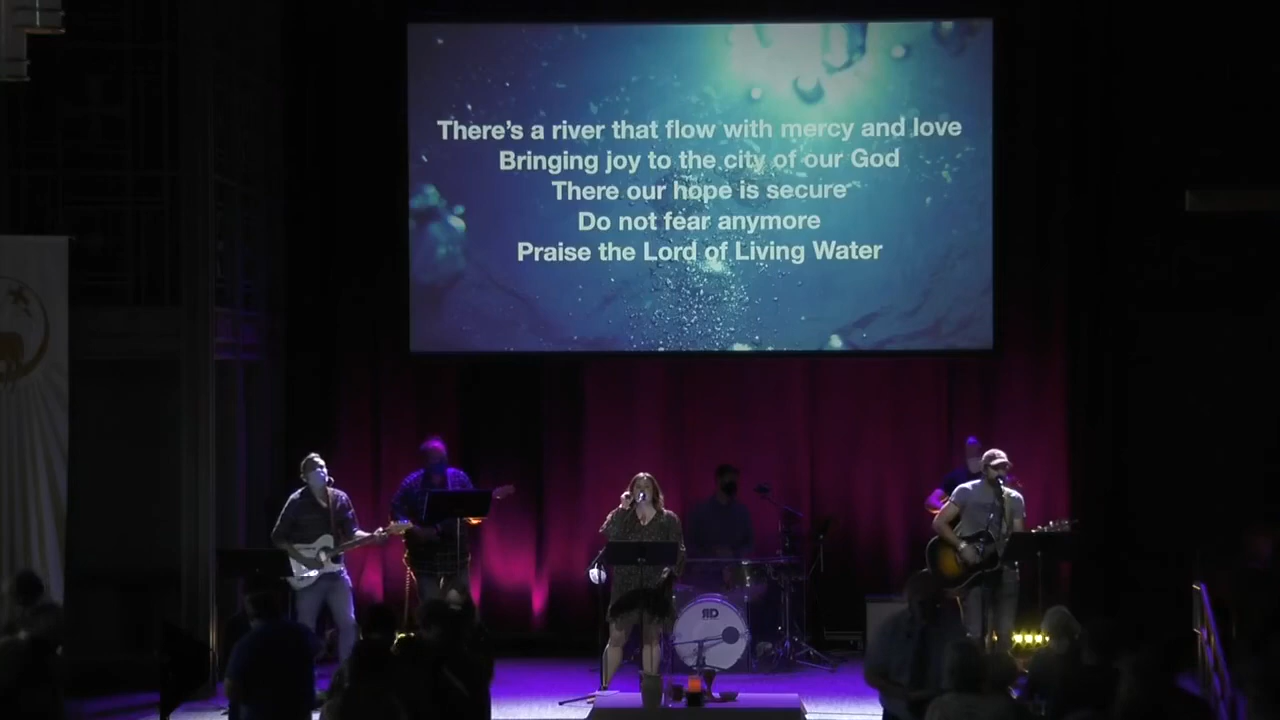 There's a river that flow with mercy and love
Bringing joy to the city of our God
There our hope is secure
Do not fear anymore
Praise the Lord of Living Water
RD